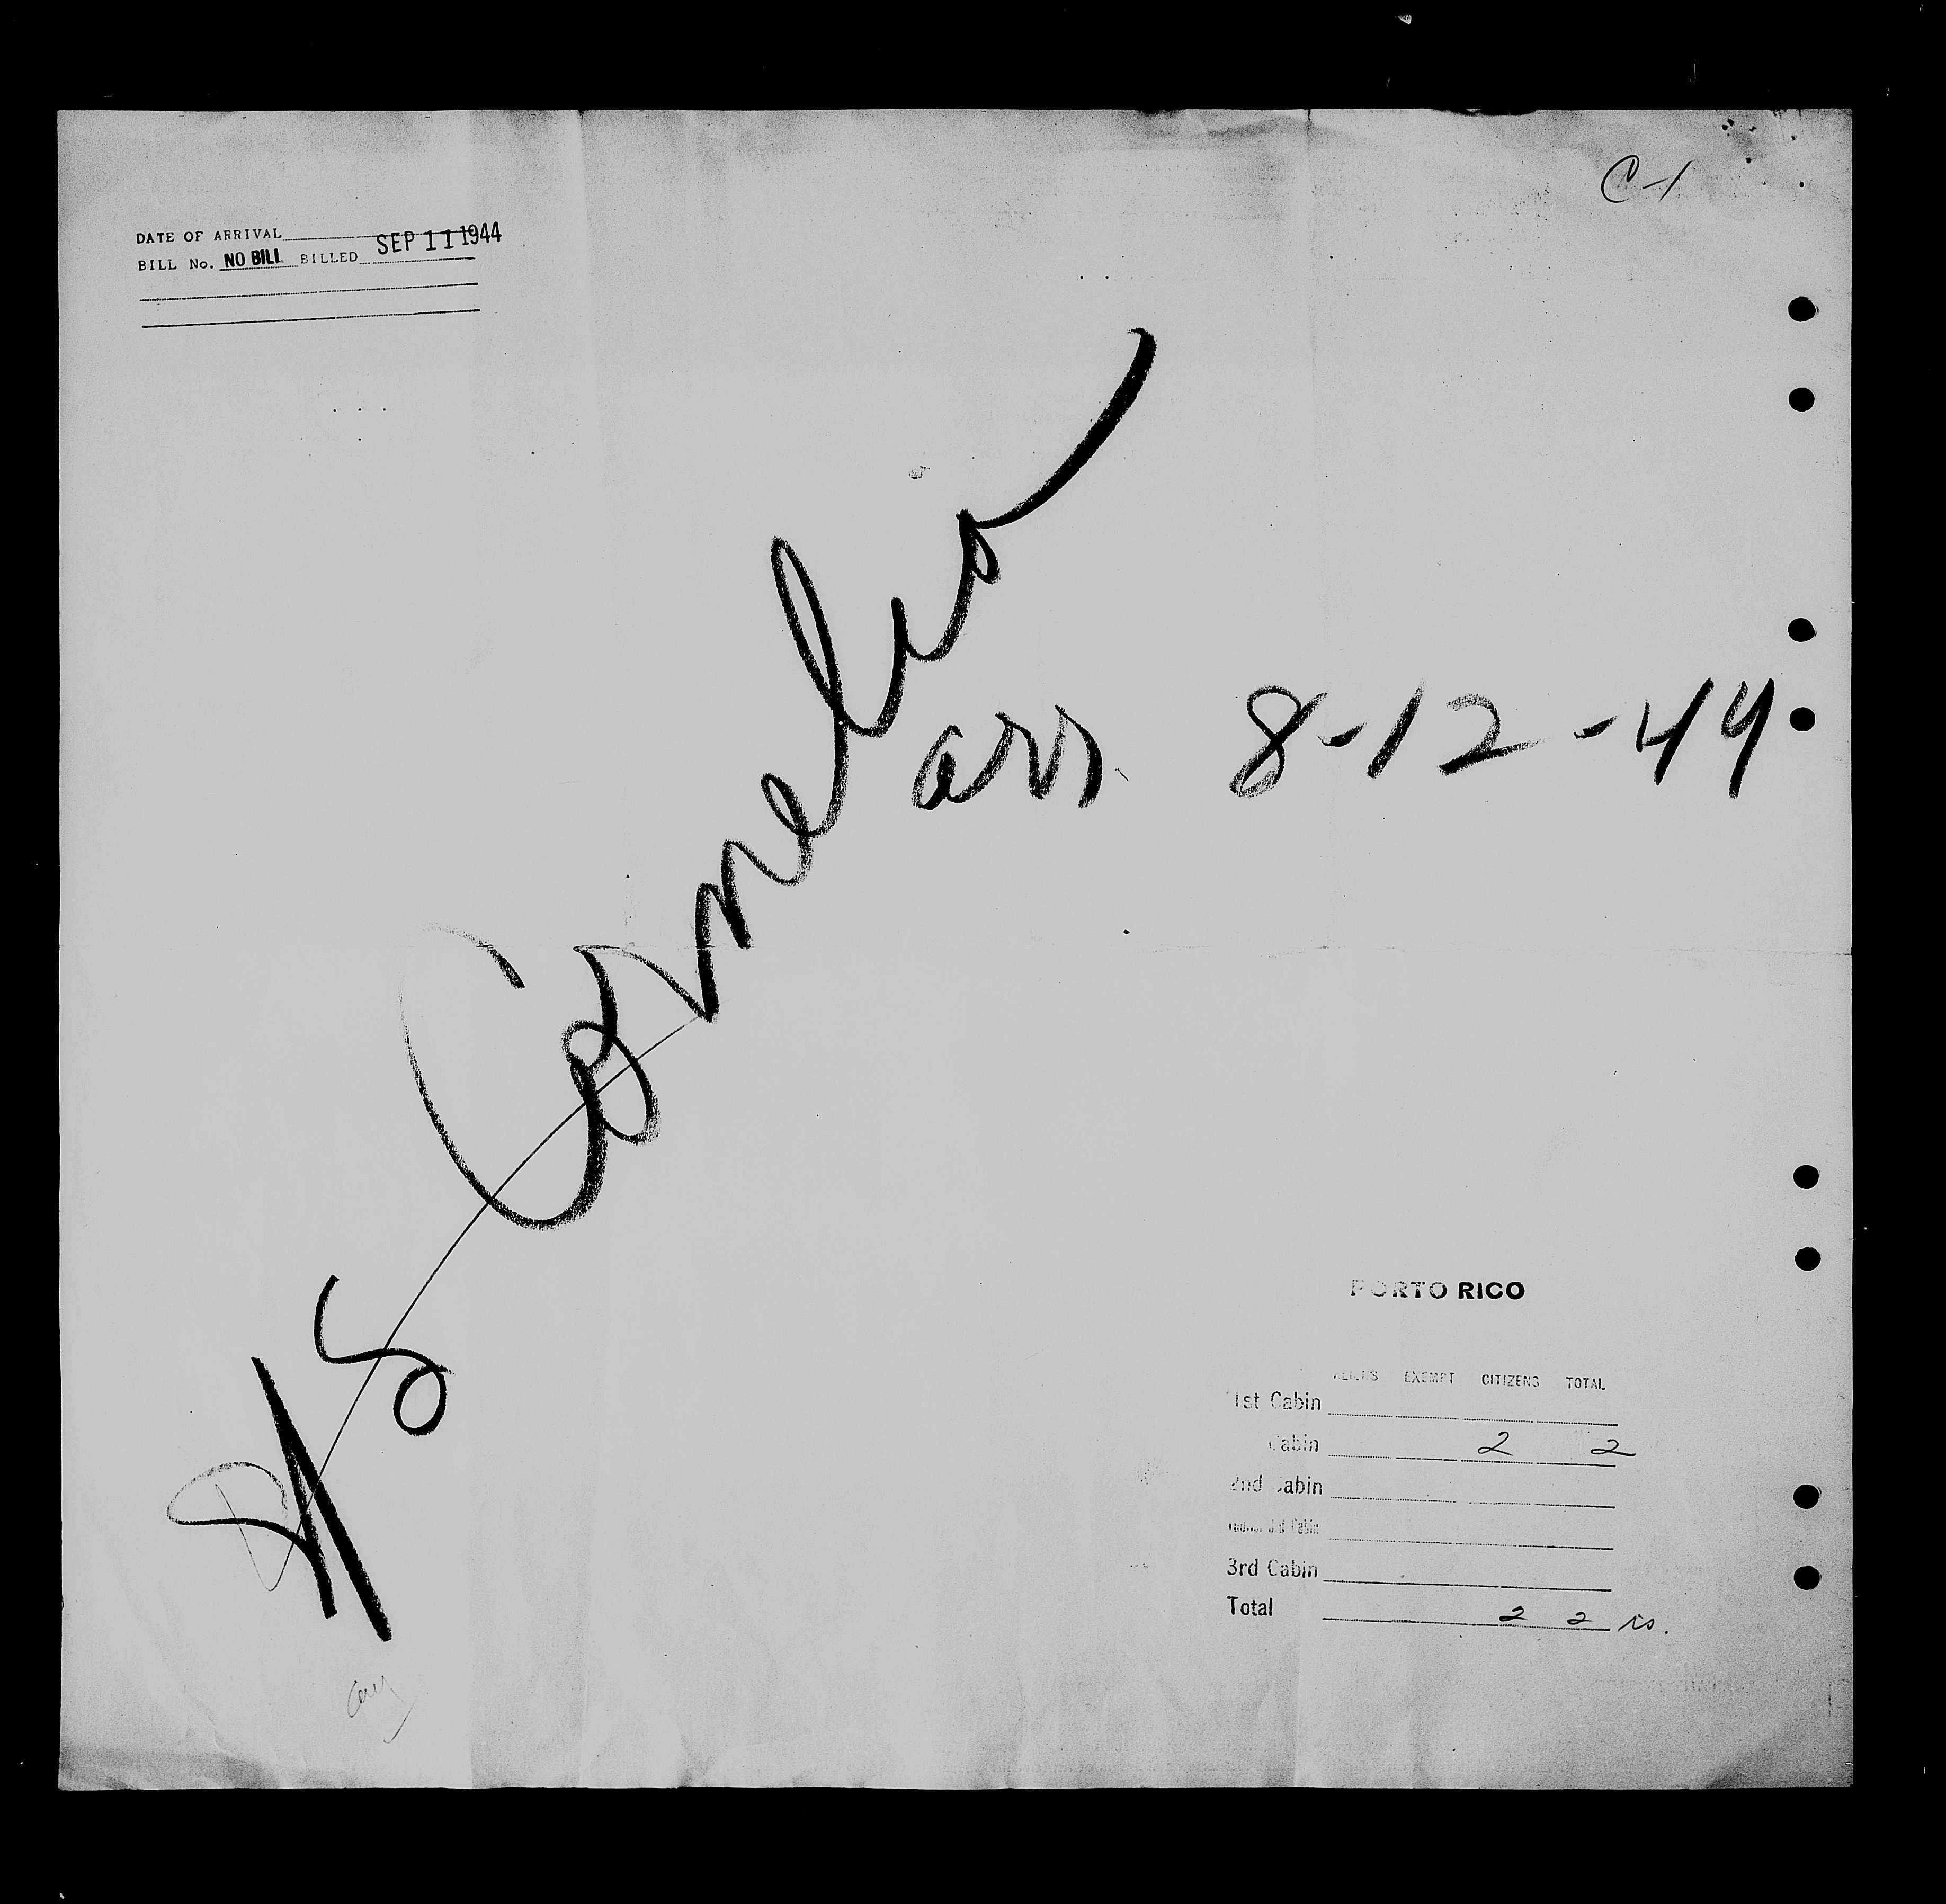 C-1
DATE OF ARRIVAL
BILL No. NO BILL BILLED SEP 11 1944
SS Cornelia
arr 8-12-44
PORTO RICO
ALIENS EXEMPT CITIZENS TOTAL
1st Cabin
Cabin 2 2
2nd Cabin
3rd Cabin
Total 2 2